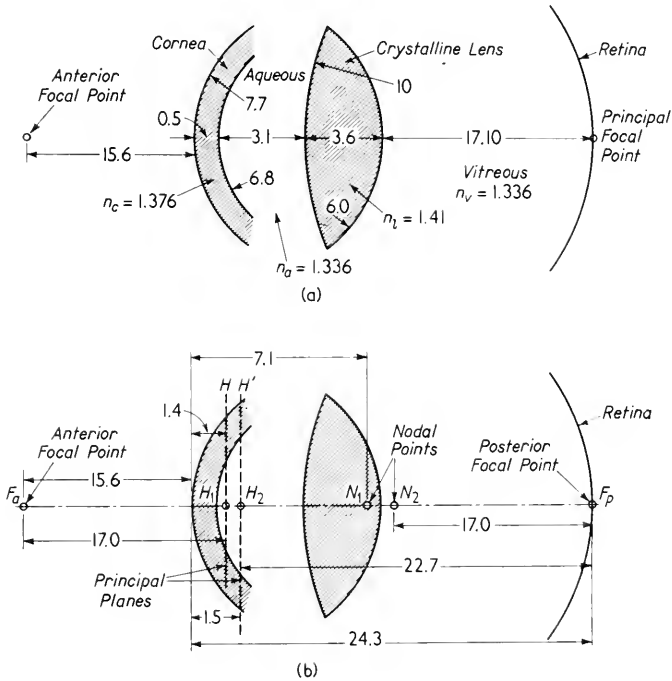 Cornea
Crystalline Lens
Retina
Anterior
Focal Point
Aqueous
7.7
10
Principal
Focal
Point
0.5
3.1
3.6
17.10
15.6
Vitreous
n_v = 1.336
6.8
n_c = 1.376
6.0
n_l = 1.41
n_a = 1.336
(a)
7.1
H H'
1.4
Retina
Anterior
Focal Point
Nodal
Points
Posterior
Focal Point
15.6
F_a
H_1
H_2
N_1
N_2
F_p
17.0
17.0
22.7
Principal
Planes
1.5
24.3
(b)